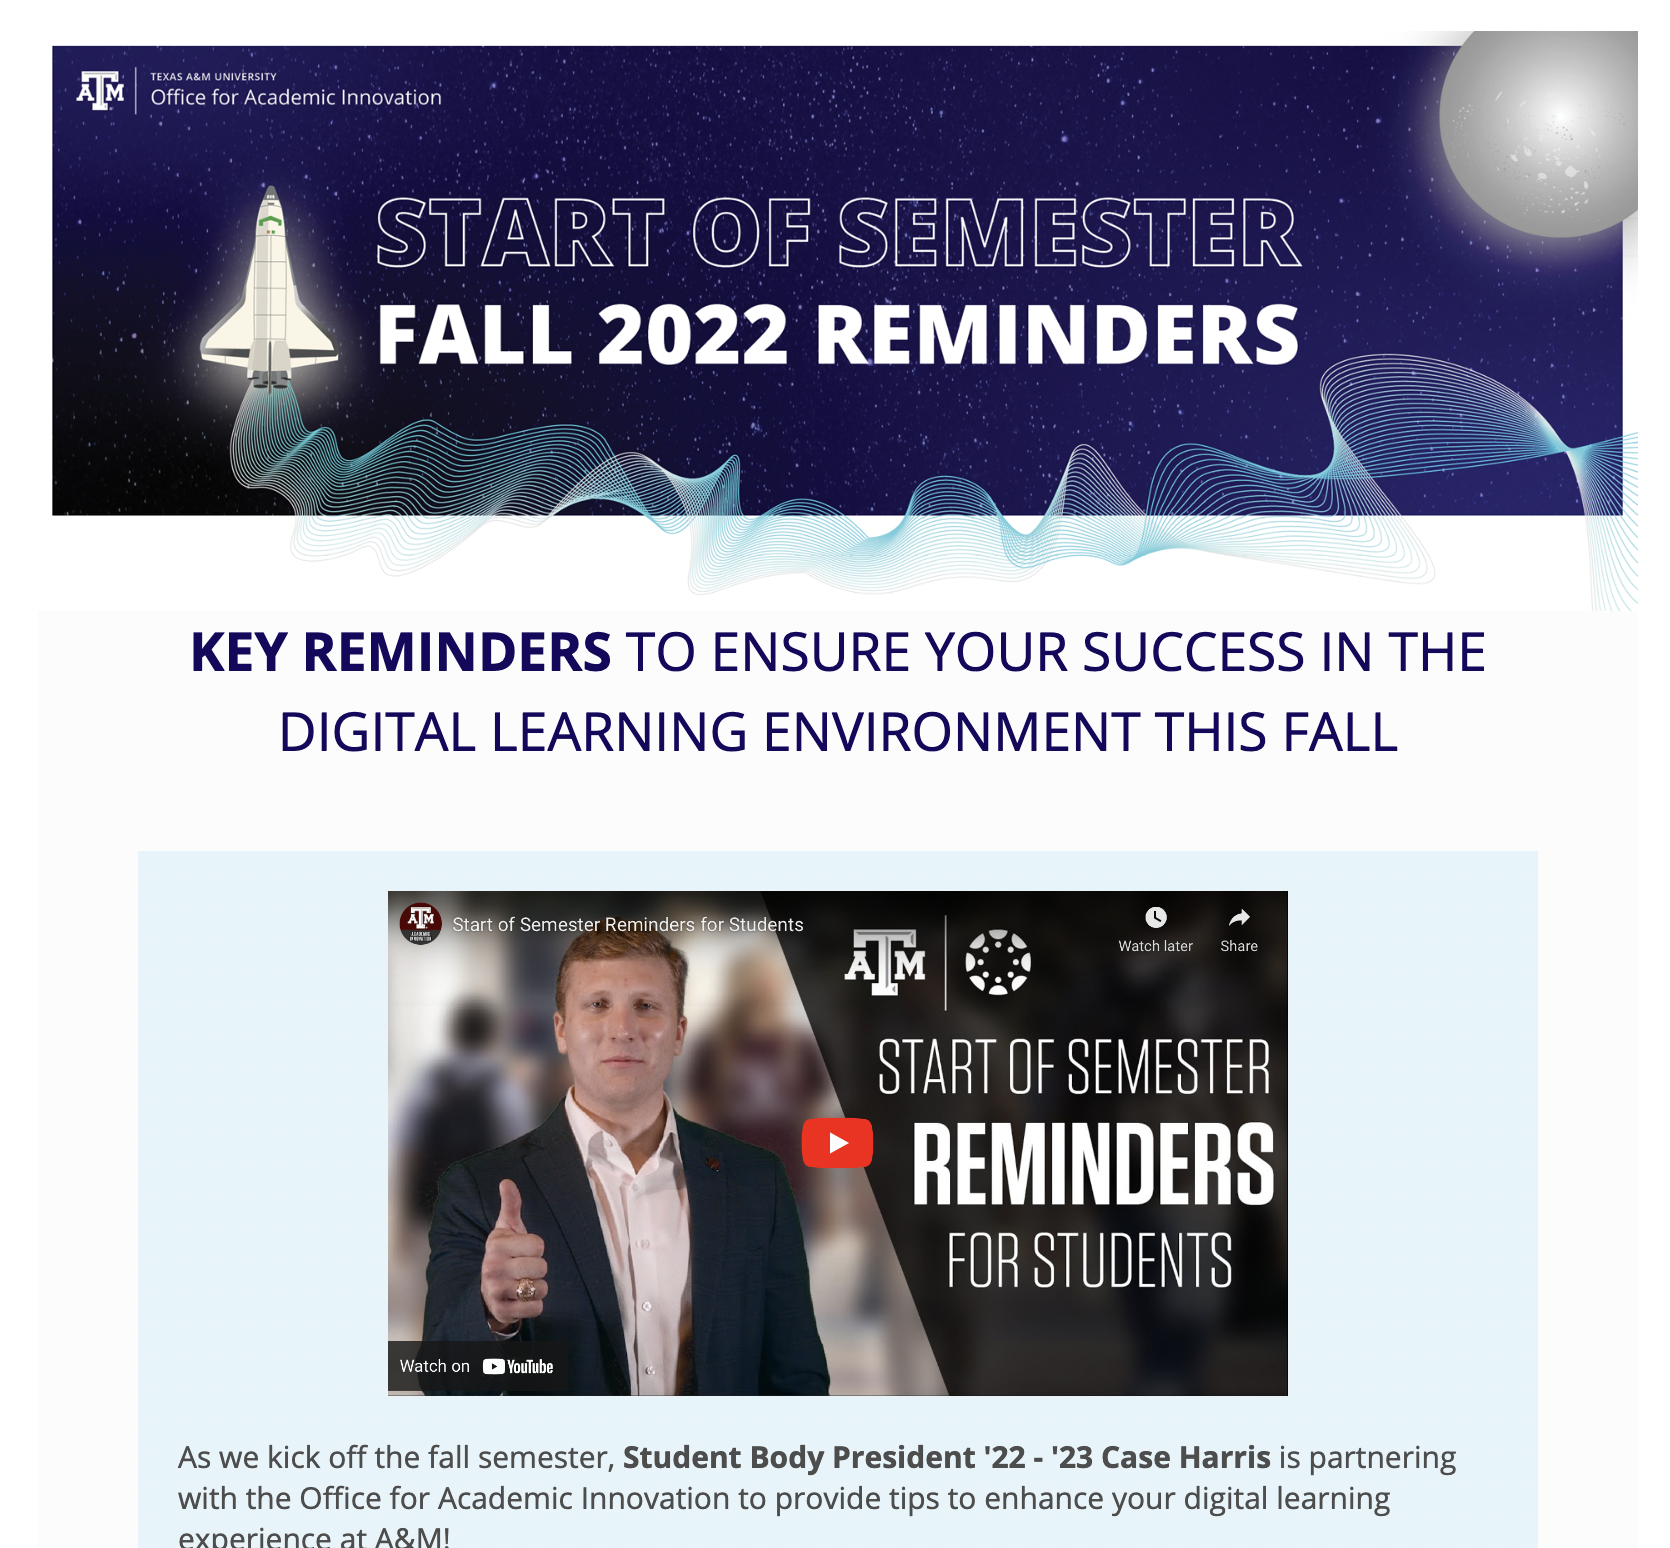 TEXAS A&M UNIVERSITY
Office for Academic Innovation
START OF SEMESTER
FALL 2022 REMINDERS
KEY REMINDERS TO ENSURE YOUR SUCCESS IN THE
DIGITAL LEARNING ENVIRONMENT THIS FALL
Start of Semester Reminders for Students
Watch later
Share
ATM
START OF SEMESTER
REMINDERS
FOR STUDENTS
Watch on YouTube
As we kick off the fall semester, Student Body President '22 - '23 Case Harris is partnering
with the Office for Academic Innovation to provide tips to enhance your digital learning
experience at A&M!